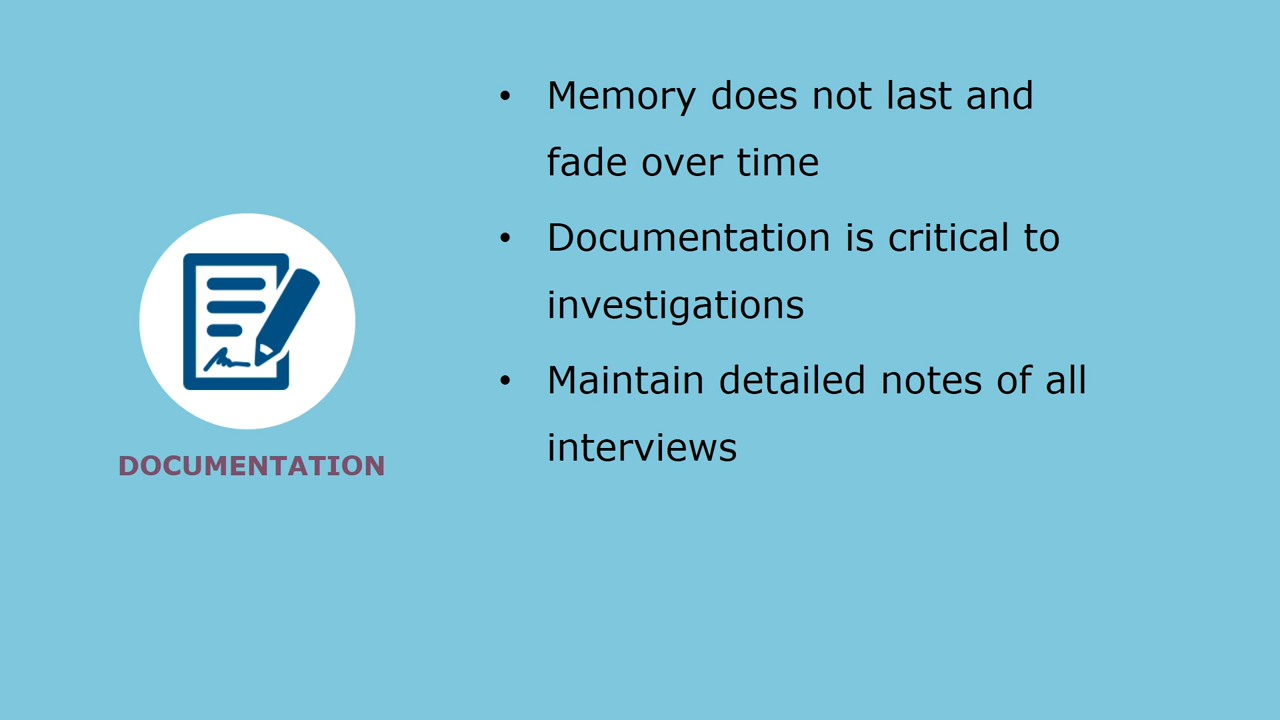 • Memory does not last and
fade over time
• Documentation is critical to
investigations
• Maintain detailed notes of all
interviews
DOCUMENTATION